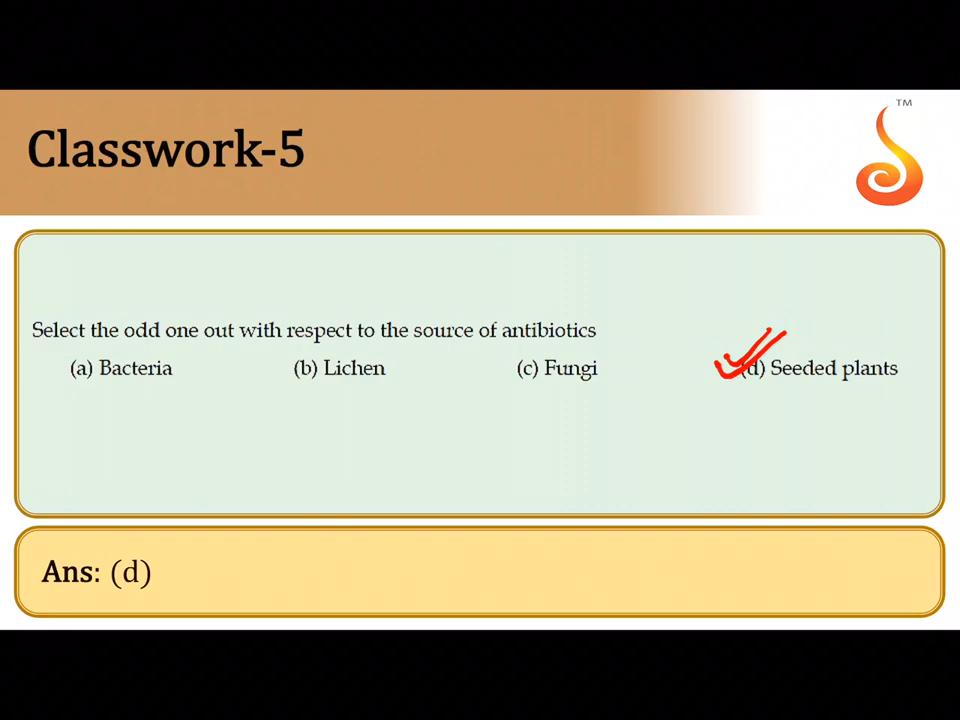 TM
Classwork-5
Select the odd one out with respect to the source of antibiotics
(a) Bacteria (b) Lichen (c) Fungi (d) Seeded plants
Ans: (d)